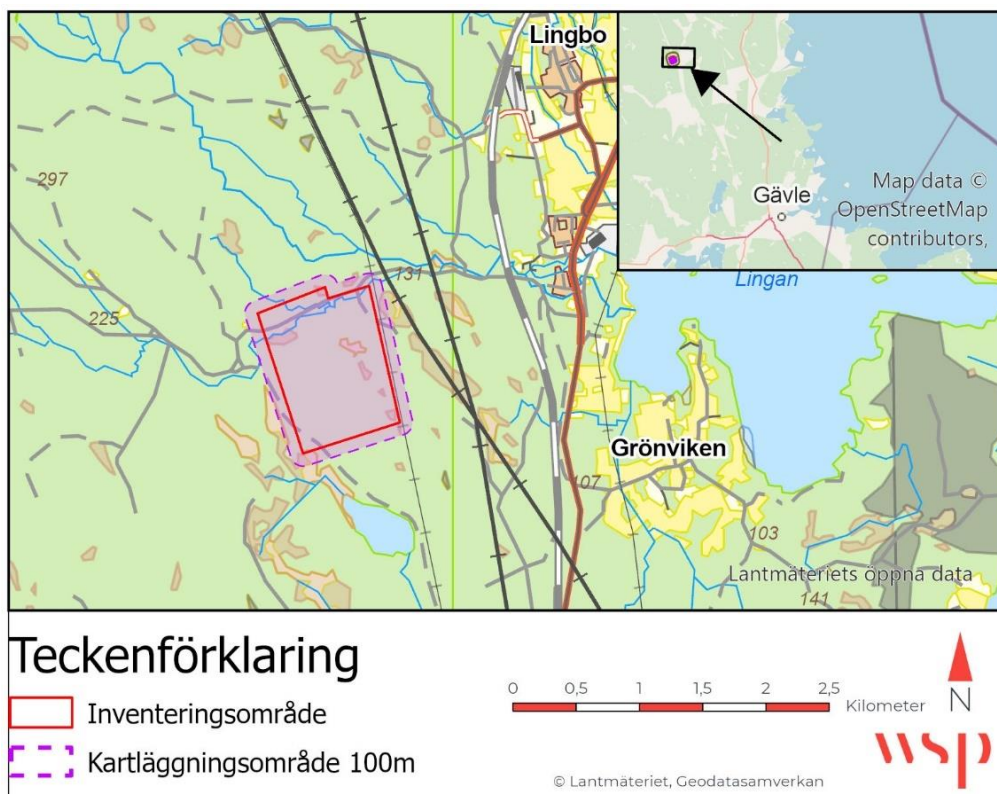 Lingbo
297
131
225
Gävle
Map data ©
OpenStreetMap
contributors,
Lingan
Grönviken
107
103
Lantmäteriets öppna data
141
Teckenförklaring
Inventeringsområde
Kartläggningsområde 100m
0 0,5 1 1,5 2 2,5
Kilometer
N
wsp
© Lantmäteriet, Geodatasamverkan